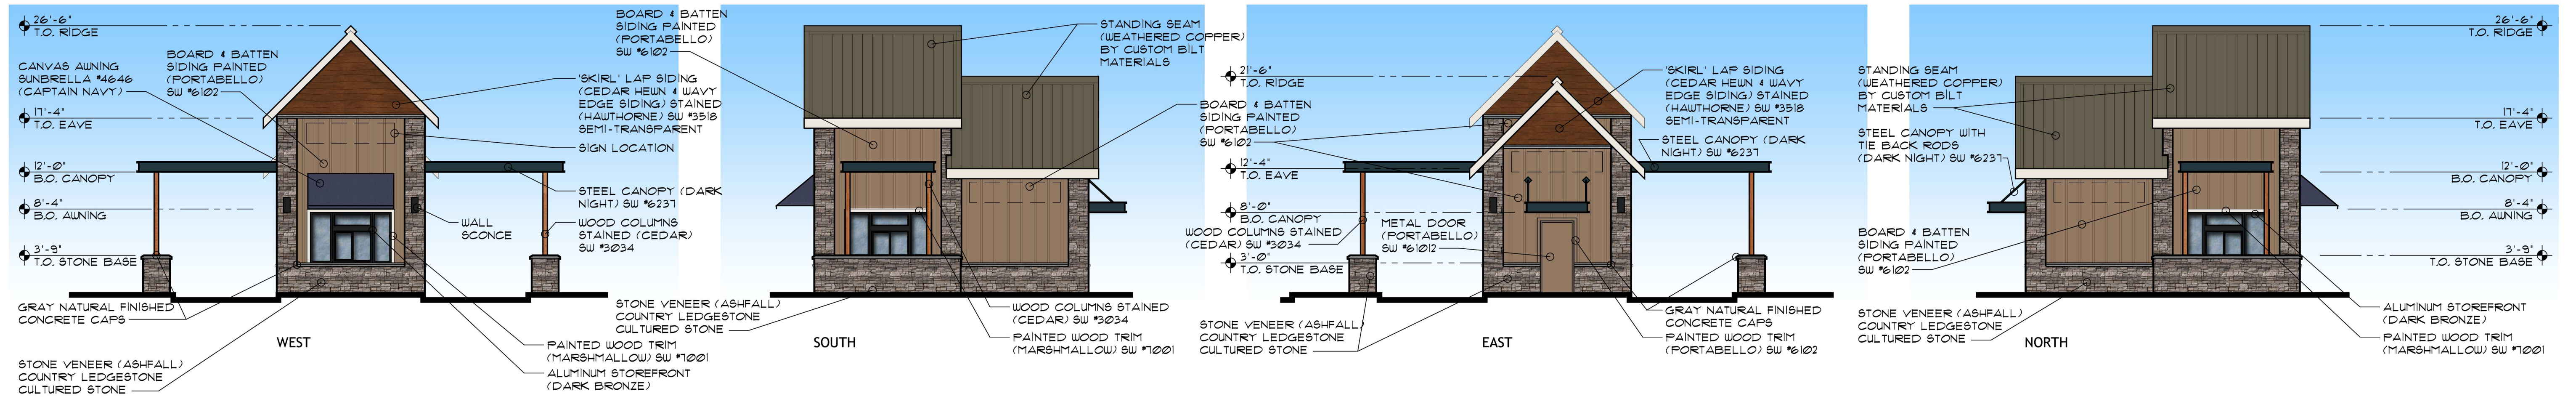 26'-6"
T.O. RIDGE
CANVAS AWNING
SUNBRELLA #4646
(CAPTAIN NAVY)
BOARD & BATTEN
SIDING PAINTED
(PORTABELLO)
SW #6102
17'-4"
T.O. EAVE
12'-0"
B.O. CANOPY
8'-4"
B.O. AWNING
3'-9"
T.O. STONE BASE
GRAY NATURAL FINISHED
CONCRETE CAPS
STONE VENEER (ASHFALL)
COUNTRY LEDGESTONE
CULTURED STONE
'SKIRL' LAP SIDING
(CEDAR HEWN & WAVY
EDGE SIDING) STAINED
(HAWTHORNE) SW #3518
SEMI-TRANSPARENT
SIGN LOCATION
STEEL CANOPY (DARK
NIGHT) SW #6237
WALL
SCONCE
WOOD COLUMNS
STAINED (CEDAR)
SW #3034
PAINTED WOOD TRIM
(MARSHMALLOW) SW #7001
ALUMINUM STOREFRONT
(DARK BRONZE)
WEST
BOARD & BATTEN
SIDING PAINTED
(PORTABELLO)
SW #6102
STANDING SEAM
(WEATHERED COPPER)
BY CUSTOM BILT
MATERIALS
BOARD & BATTEN
SIDING PAINTED
(PORTABELLO)
SW #6102
STONE VENEER (ASHFALL)
COUNTRY LEDGESTONE
CULTURED STONE
WOOD COLUMNS STAINED
(CEDAR) SW #3034
PAINTED WOOD TRIM
(MARSHMALLOW) SW #7001
SOUTH
21'-6"
T.O. RIDGE
12'-4"
T.O. EAVE
8'-0"
B.O. CANOPY
WOOD COLUMNS STAINED
(CEDAR) SW #3034
3'-0"
T.O. STONE BASE
METAL DOOR
(PORTABELLO)
SW #61012
'SKIRL' LAP SIDING
(CEDAR HEWN & WAVY
EDGE SIDING) STAINED
(HAWTHORNE) SW #3518
SEMI-TRANSPARENT
STEEL CANOPY (DARK
NIGHT) SW #6237
STONE VENEER (ASHFALL)
COUNTRY LEDGESTONE
CULTURED STONE
GRAY NATURAL FINISHED
CONCRETE CAPS
PAINTED WOOD TRIM
(PORTABELLO) SW #6102
EAST
STANDING SEAM
(WEATHERED COPPER)
BY CUSTOM BILT
MATERIALS
STEEL CANOPY WITH
TIE BACK RODS
(DARK NIGHT) SW #6237
BOARD & BATTEN
SIDING PAINTED
(PORTABELLO)
SW #6102
STONE VENEER (ASHFALL)
COUNTRY LEDGESTONE
CULTURED STONE
26'-6"
T.O. RIDGE
17'-4"
T.O. EAVE
12'-0"
B.O. CANOPY
8'-4"
B.O. AWNING
3'-9"
T.O. STONE BASE
ALUMINUM STOREFRONT
(DARK BRONZE)
PAINTED WOOD TRIM
(MARSHMALLOW) SW #7001
NORTH